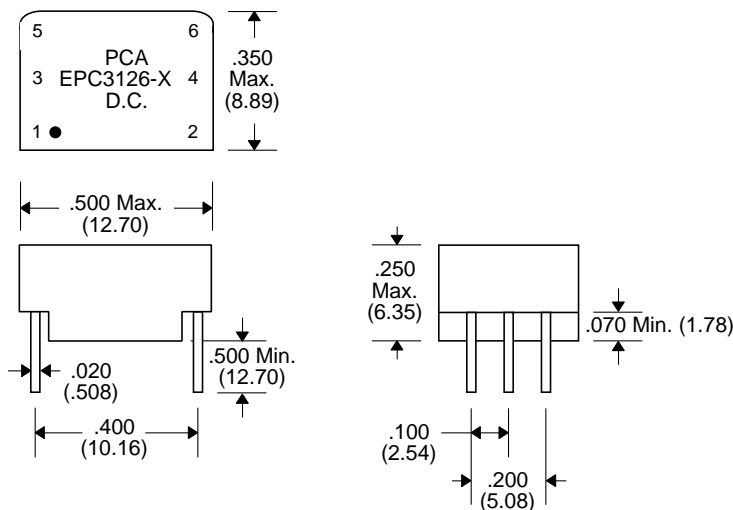 5 6
PCA
3 EPC3126-X 4
D.C.
1 2
.350
Max.
(8.89)
.500 Max.
(12.70)
.020
(.508)
.500 Min.
(12.70)
.400
(10.16)
.250
Max.
(6.35)
.070 Min. (1.78)
.100
(2.54)
.200
(5.08)